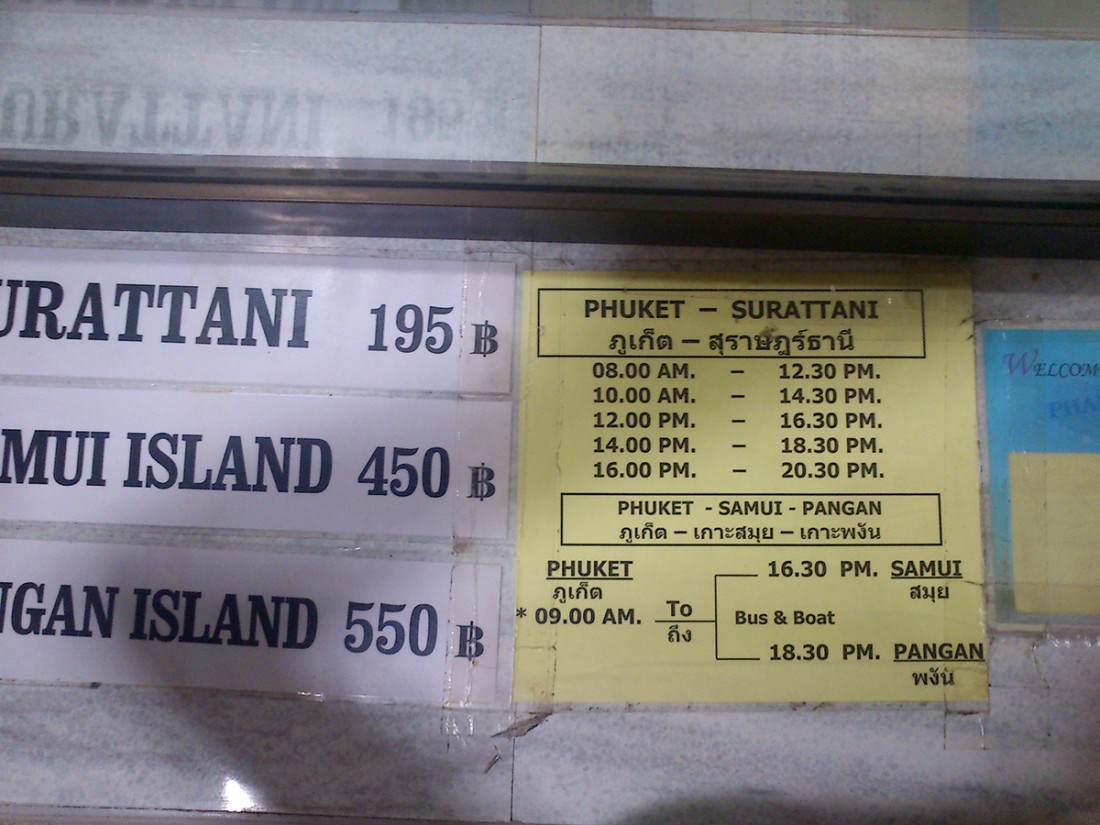 URATTANI 195 ฿
MUI ISLAND 450 ฿
NGAN ISLAND 550 ฿
PHUKET – SURATTANI
ภูเก็ต – สุราษฎร์ธานี
08.00 AM. – 12.30 PM.
10.00 AM. – 14.30 PM.
12.00 PM. – 16.30 PM.
14.00 PM. – 18.30 PM.
16.00 PM. – 20.30 PM.
PHUKET - SAMUI - PANGAN
ภูเก็ต – เกาะสมุย – เกาะพงัน
PHUKET
ภูเก็ต
* 09.00 AM.
To
ถึง
16.30 PM. SAMUI
สมุย
Bus & Boat
18.30 PM. PANGAN
พงัน
WELCOM
PHA